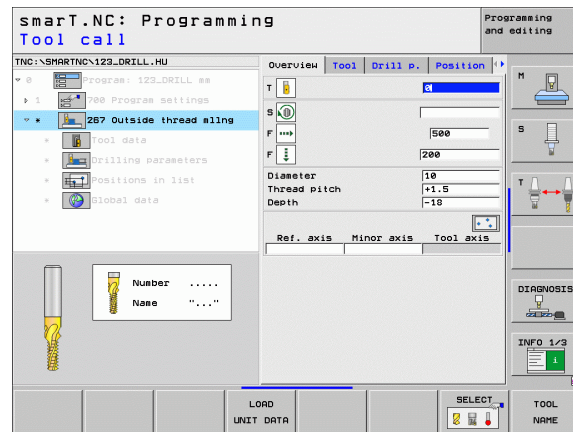 smarT.NC: Programming
Tool call
Programming
and editing
TNC:\SMARTNC\123_DRILL.HU
0 Program: 123_DRILL mm
1 700 Program settings
* 267 Outside thread mllng
* Tool data
* Drilling parameters
* Positions in list
* Global data
Number .....
Name "..."
Overview Tool Drill p. Position
T 0
S
F 500
F 200
Diameter 10
Thread pitch +1.5
Depth -18
Ref. axis Minor axis Tool axis
M
S
T
DIAGNOSIS
INFO 1/3
LOAD
UNIT DATA
SELECT
TOOL
NAME